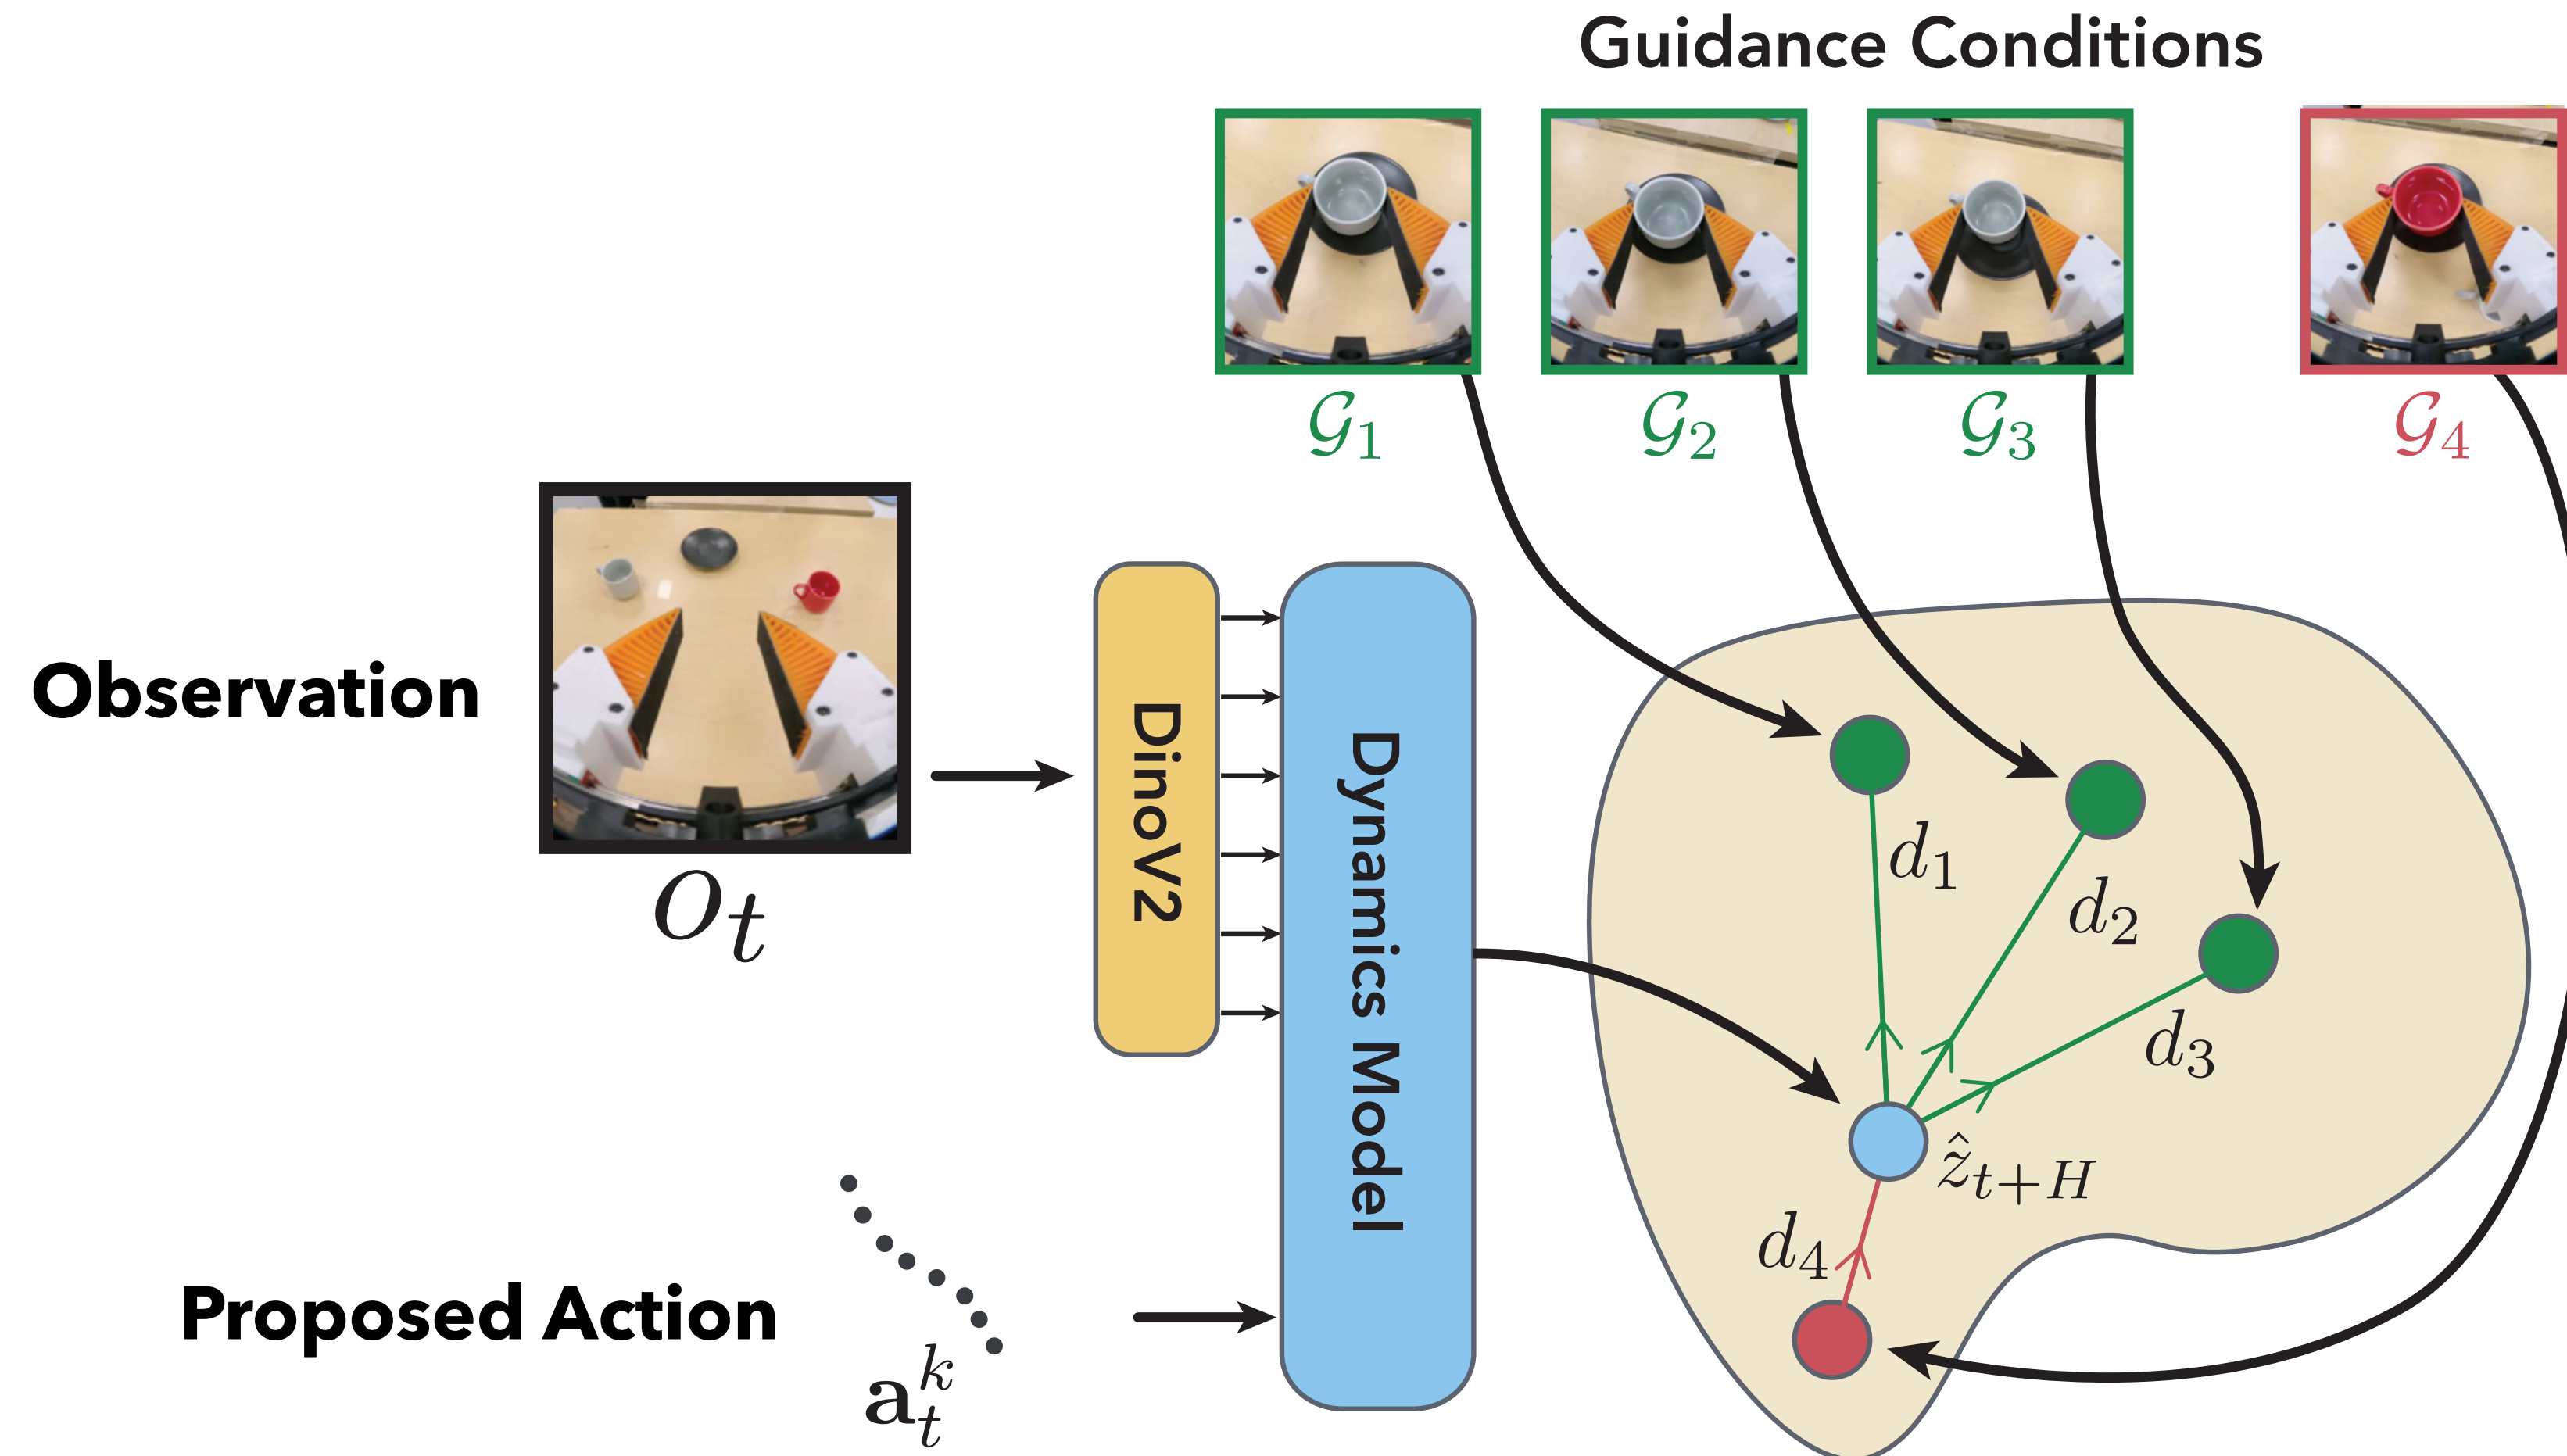 Guidance Conditions
𝒢₁
𝒢₂
𝒢₃
𝒢₄
Observation
o_t
DinoV2
Dynamics Model
d₁
d₂
d₃
ẑ_{t+H}
d₄
Proposed Action
𝐚_t^k